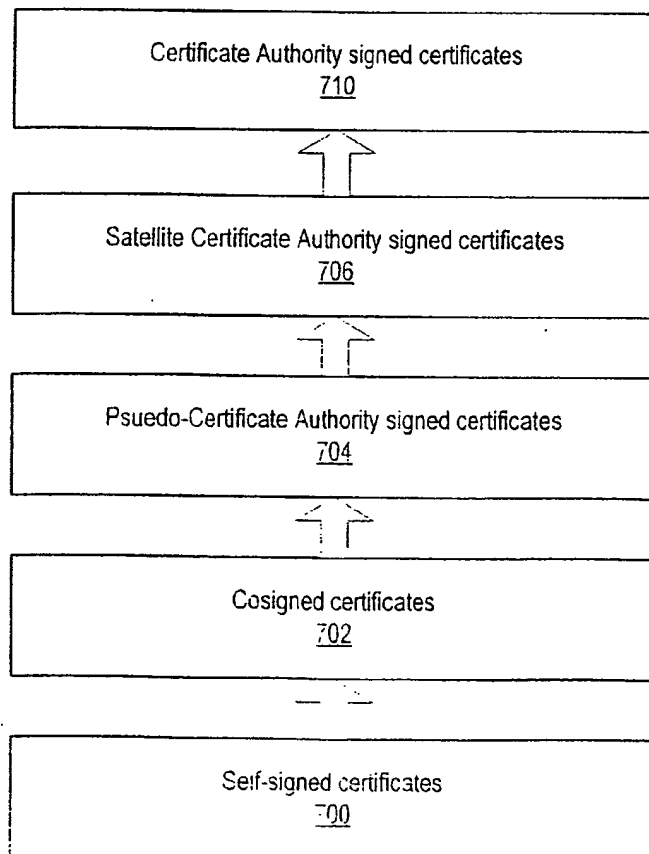 Certificate Authority signed certificates
710
Satellite Certificate Authority signed certificates
706
Psuedo-Certificate Authority signed certificates
704
Cosigned certificates
702
Self-signed certificates
700